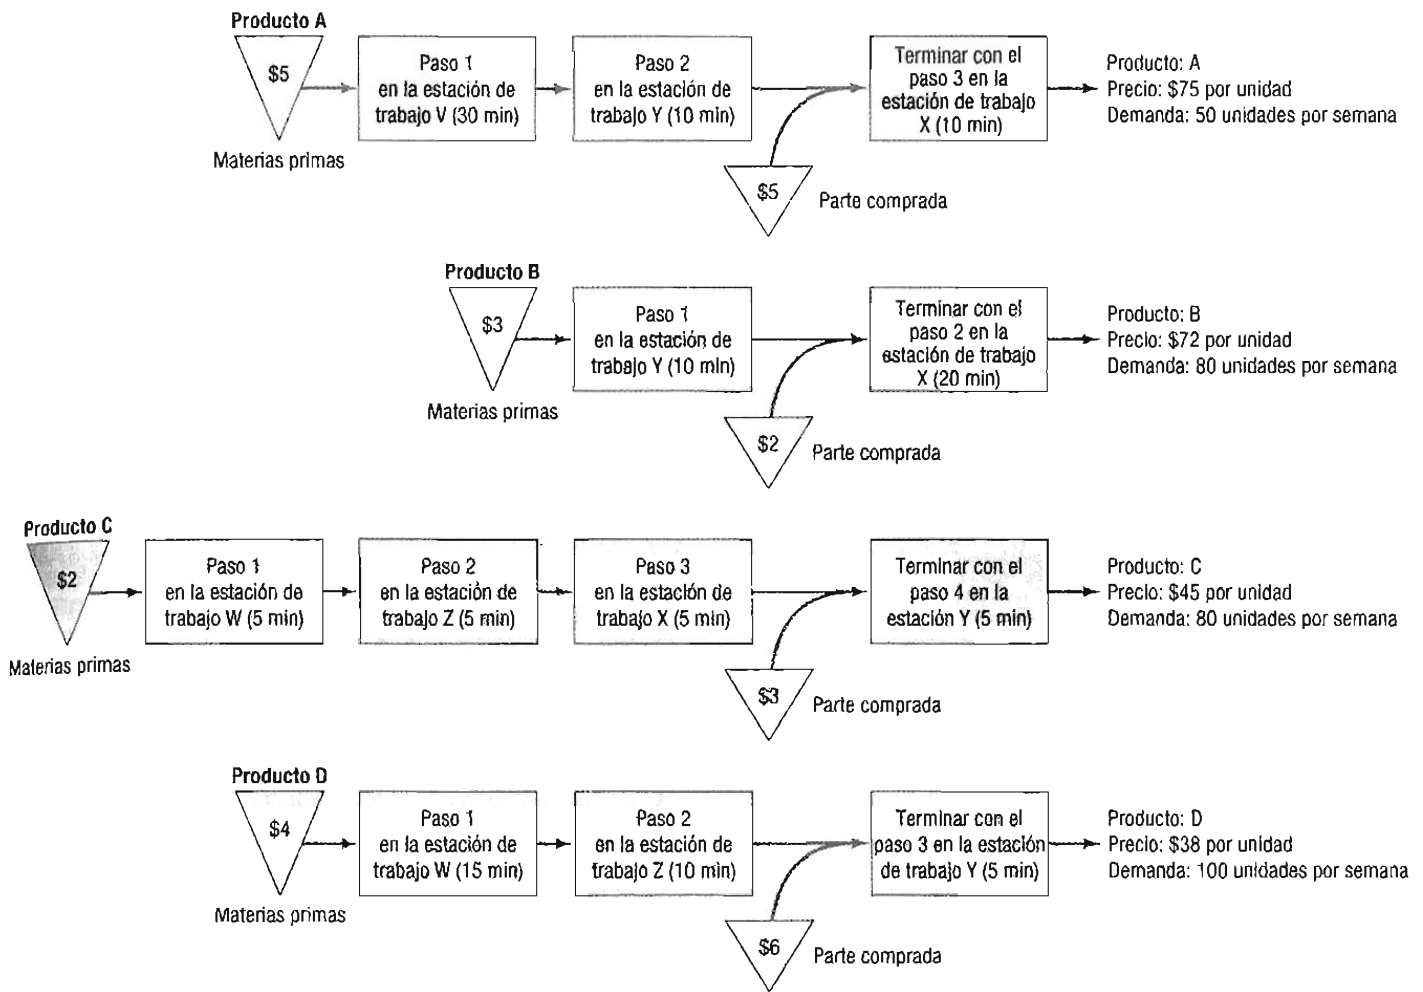 Producto A
$5
Materias primas
Paso 1
en la estación de
trabajo V (30 min)
Paso 2
en la estación de
trabajo Y (10 min)
$5
Parte comprada
Terminar con el
paso 3 en la
estación de trabajo
X (10 min)
Producto: A
Precio: $75 por unidad
Demanda: 50 unidades por semana
Producto B
$3
Materias primas
Paso 1
en la estación de
trabajo Y (10 min)
$2
Parte comprada
Terminar con el
paso 2 en la
estación de trabajo
X (20 min)
Producto: B
Precio: $72 por unidad
Demanda: 80 unidades por semana
Producto C
$2
Materias primas
Paso 1
en la estación de
trabajo W (5 min)
Paso 2
en la estación de
trabajo Z (5 min)
Paso 3
en la estación de
trabajo X (5 min)
$3
Parte comprada
Terminar con el
paso 4 en la
estación Y (5 min)
Producto: C
Precio: $45 por unidad
Demanda: 80 unidades por semana
Producto D
$4
Materias primas
Paso 1
en la estación de
trabajo W (15 min)
Paso 2
en la estación de
trabajo Z (10 min)
$6
Parte comprada
Terminar con el
paso 3 en la estación
de trabajo Y (5 min)
Producto: D
Precio: $38 por unidad
Demanda: 100 unidades por semana